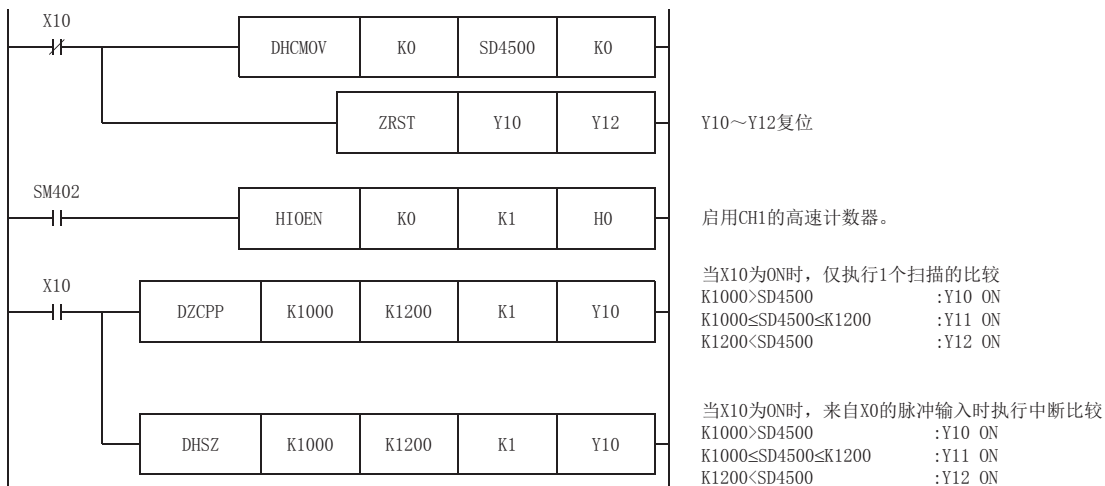 X10
DHCMOV K0 SD4500 K0
ZRST Y10 Y12 Y10～Y12复位
SM402
HIOEN K0 K1 H0 启用CH1的高速计数器。
X10
DZCPP K1000 K1200 K1 Y10
当X10为ON时，仅执行1个扫描的比较
K1000>SD4500 :Y10 ON
K1000≤SD4500≤K1200 :Y11 ON
K1200<SD4500 :Y12 ON
DHSZ K1000 K1200 K1 Y10
当X10为ON时，来自X0的脉冲输入时执行中断比较
K1000>SD4500 :Y10 ON
K1000≤SD4500≤K1200 :Y11 ON
K1200<SD4500 :Y12 ON